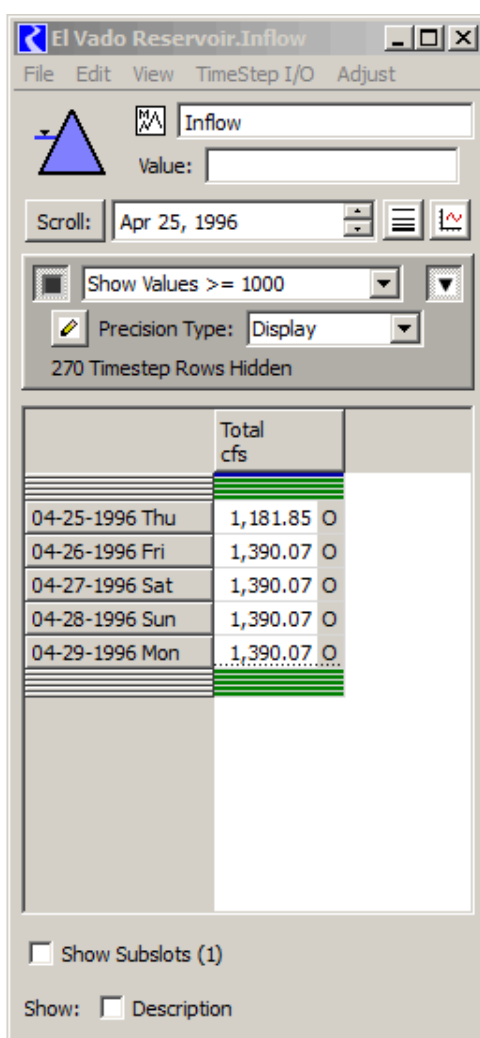 El Vado Reservoir.Inflow
File Edit View TimeStep I/O Adjust
Inflow
Value:
Scroll: Apr 25, 1996
Show Values >= 1000
Precision Type: Display
270 Timestep Rows Hidden
Total
cfs
04-25-1996 Thu 1,181.85 O
04-26-1996 Fri 1,390.07 O
04-27-1996 Sat 1,390.07 O
04-28-1996 Sun 1,390.07 O
04-29-1996 Mon 1,390.07 O
Show Subslots (1)
Show: Description